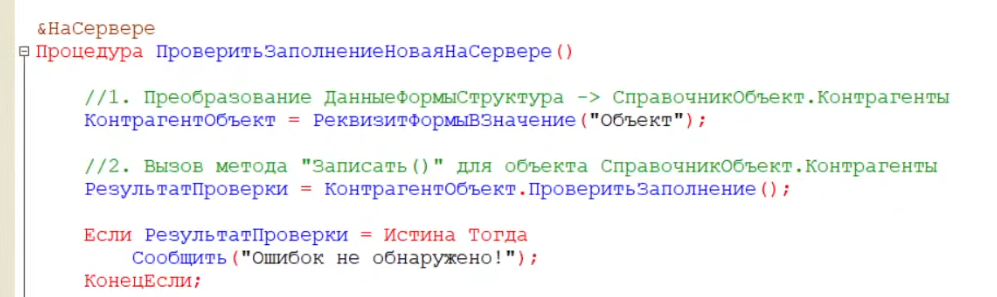 &НаСервере
Процедура ПроверитьЗаполнениеНоваяНаСервере()
//1. Преобразование ДанныеФормыСтруктура -> СправочникОбъект.Контрагенты
КонтрагентОбъект = РеквизитФормыВЗначение("Объект");
//2. Вызов метода "Записать()" для объекта СправочникОбъект.Контрагенты
РезультатПроверки = КонтрагентОбъект.ПроверитьЗаполнение();
Если РезультатПроверки = Истина Тогда
Сообщить("Ошибок не обнаружено!");
КонецЕсли;